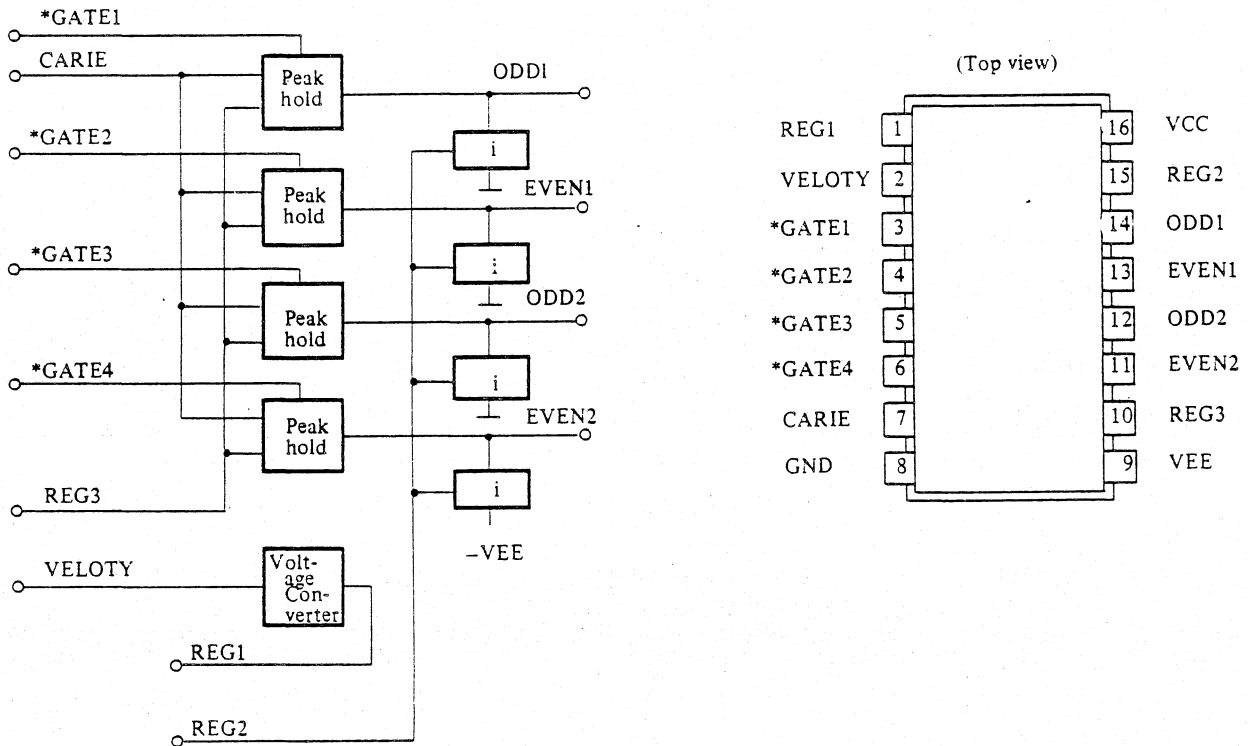 *GATE1
CARIE
Peak
hold
ODD1
*GATE2
i
Peak
hold
EVEN1
*GATE3
i
Peak
hold
ODD2
*GATE4
i
Peak
hold
EVEN2
REG3
i
-VEE
VELOTY
Volt-
age
Con-
verter
REG1
REG2
(Top view)
REG1 1 16 VCC
VELOTY 2 15 REG2
*GATE1 3 14 ODD1
*GATE2 4 13 EVEN1
*GATE3 5 12 ODD2
*GATE4 6 11 EVEN2
CARIE 7 10 REG3
GND 8 9 VEE